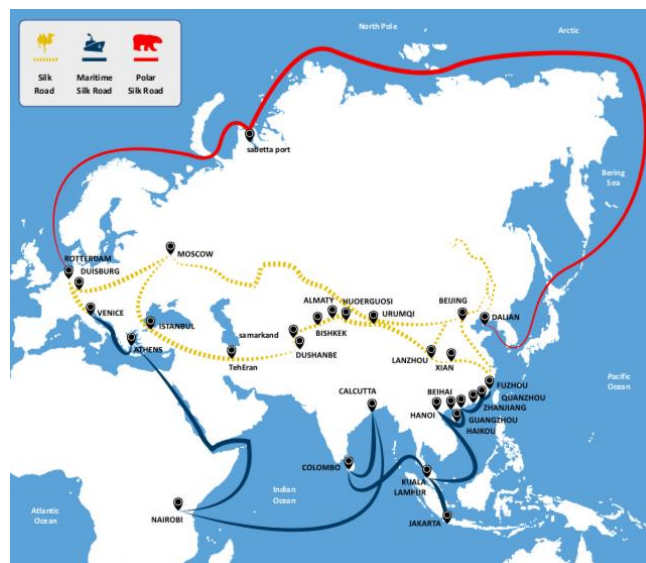 North Pole
Arctic
Silk
Road
Maritime
Silk Road
Polar
Silk Road
sabetta port
Bering
Sea
MOSCOW
ROTTERDAM
DUISBURG
VENICE
ISTANBUL
ATHENS
samarkand
ALMATY
HUOERGUOSI
BISHKEK
URUMQI
BEIJING
DALIAN
TehEran
DUSHANBE
LANZHOU
XIAN
Pacific
Ocean
CALCUTTA
BEIHAI
HANOI
FUZHOU
QUANZHOU
ZHANJIANG
GUANGZHOU
HAIKOU
COLOMBO
KUALA
LAMPUR
JAKARTA
Indian
Ocean
NAIROBI
Atlantic
Ocean